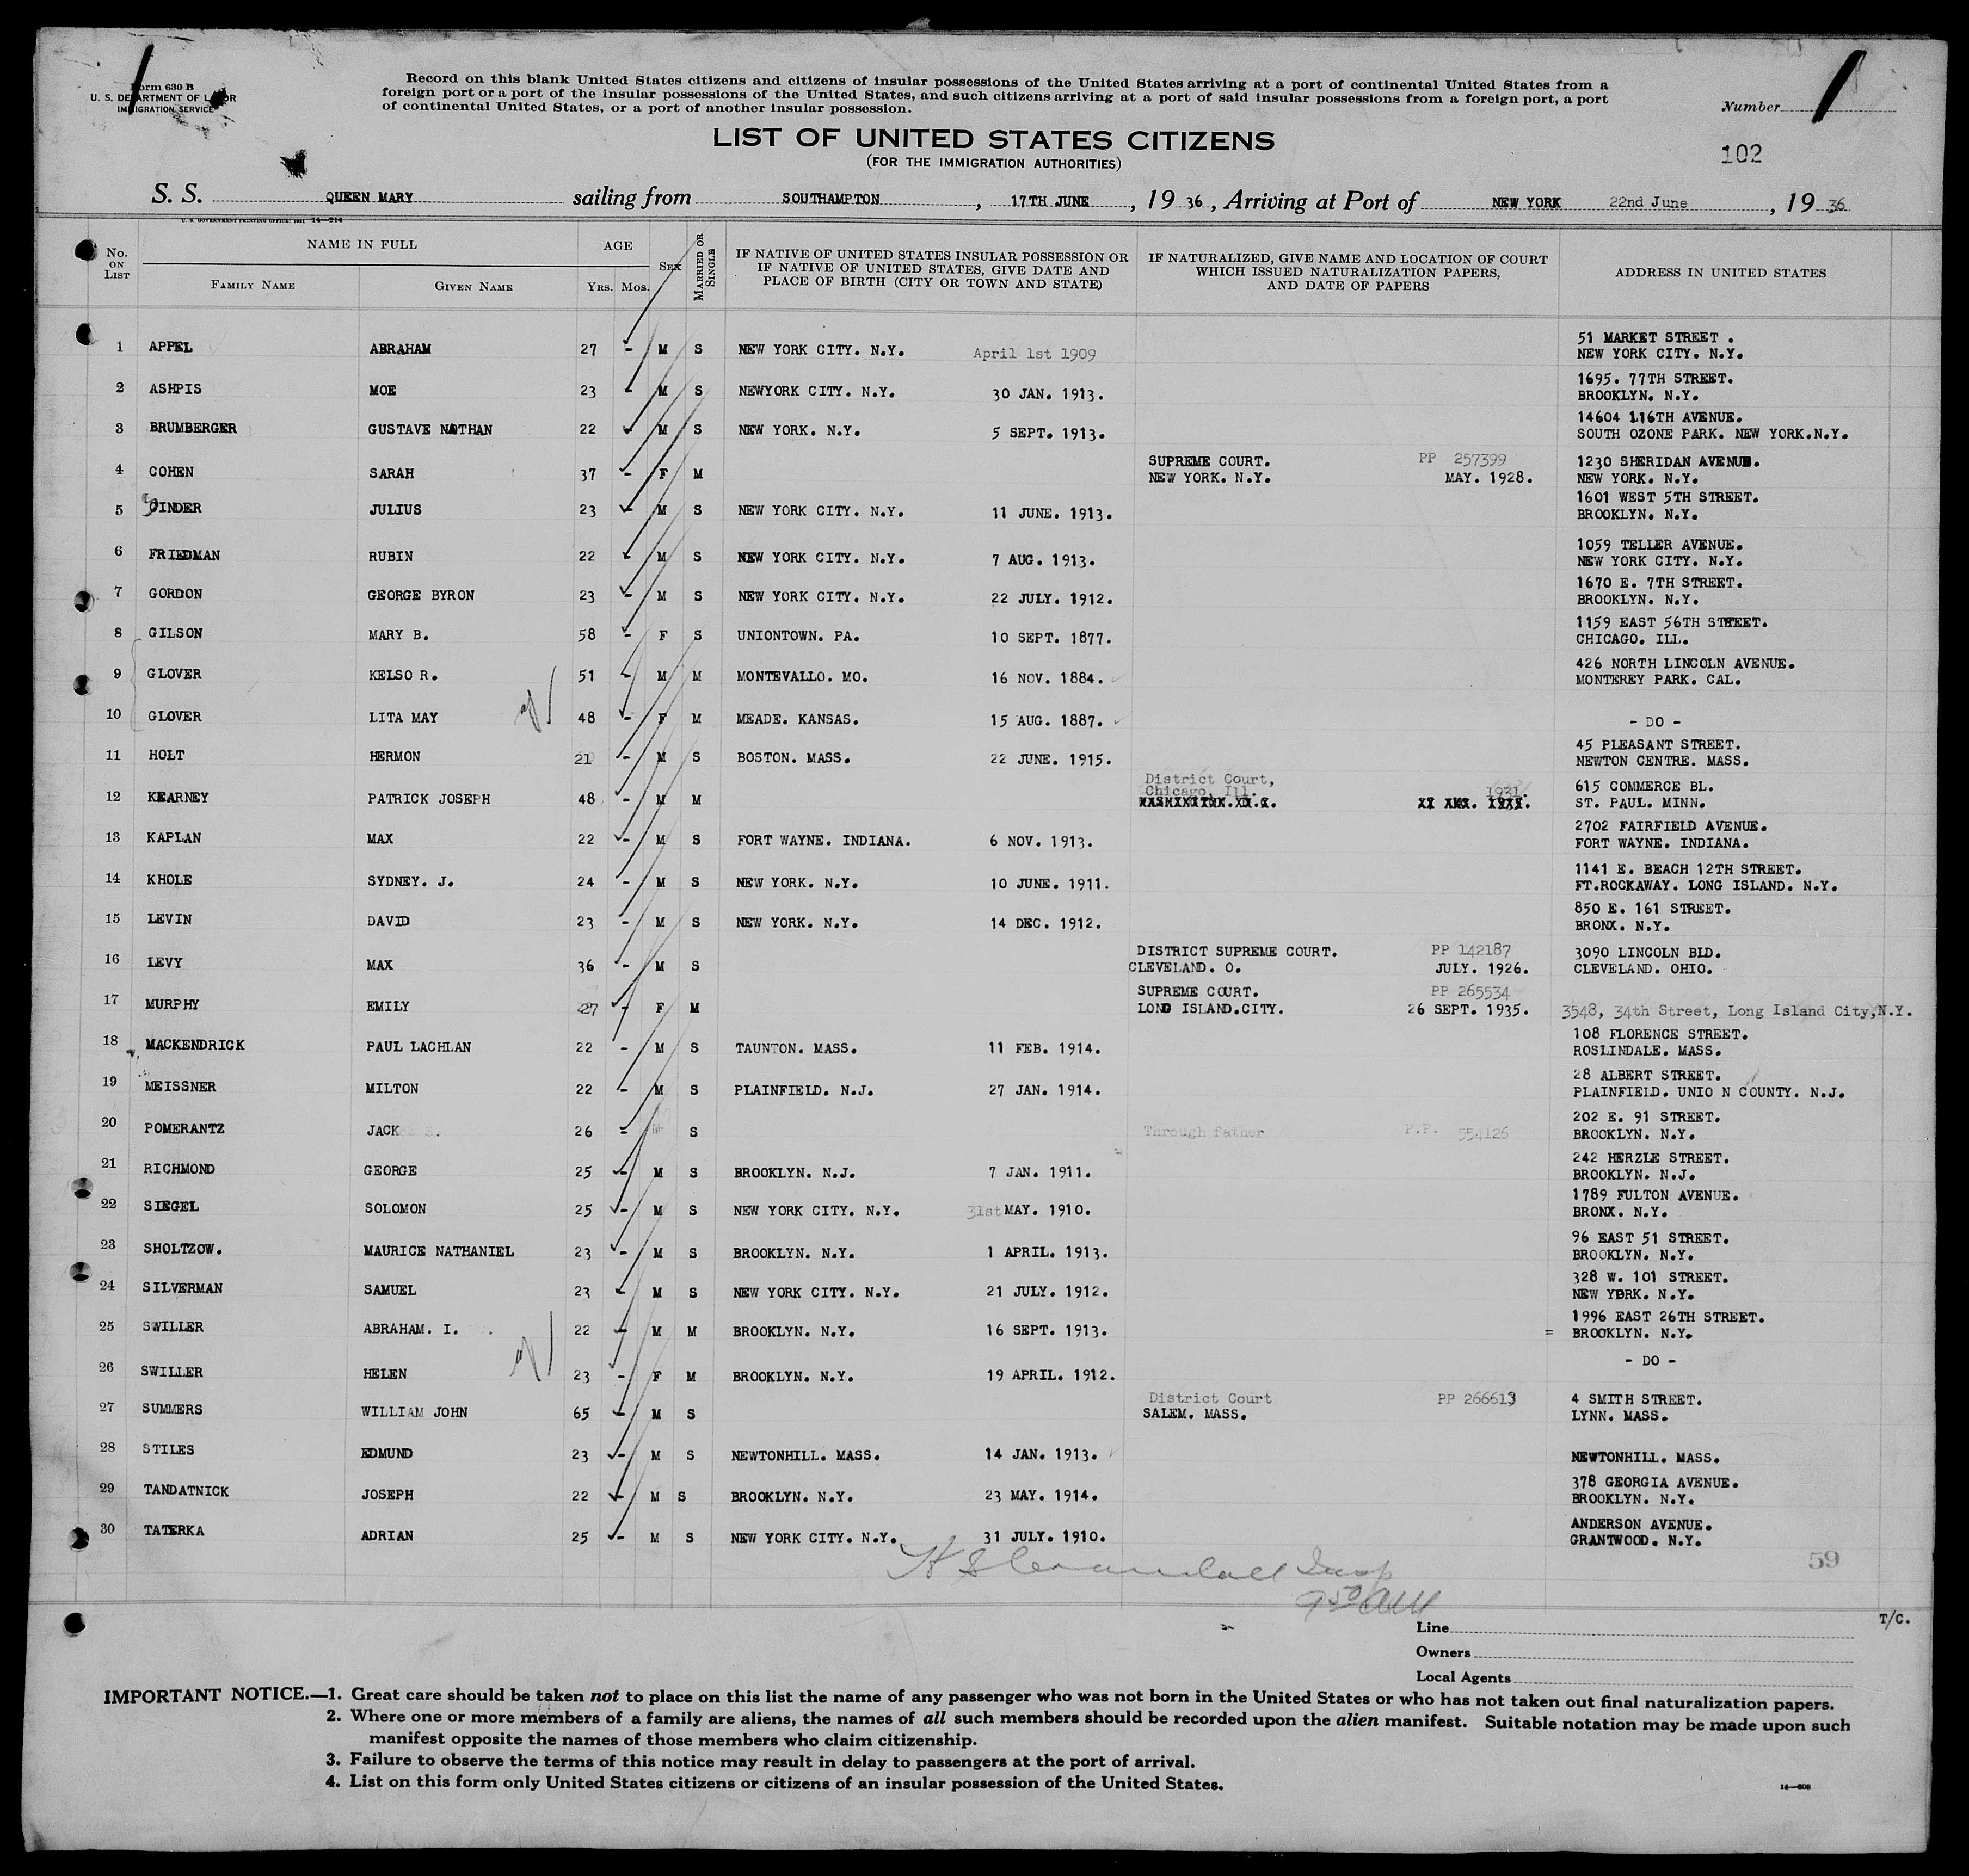 Form 630 B
U. S. DEPARTMENT OF LABOR
IMMIGRATION SERVICE
Record on this blank United States citizens and citizens of insular possessions of the United States arriving at a port of continental United States from a
foreign port or a port of the insular possessions of the United States, and such citizens arriving at a port of said insular possessions from a foreign port, a port
of continental United States, or a port of another insular possession.
Number
LIST OF UNITED STATES CITIZENS
(FOR THE IMMIGRATION AUTHORITIES)
102
S. S. QUEEN MARY sailing from SOUTHAMPTON, 17TH JUNE, 19 36, Arriving at Port of NEW YORK 22nd June, 19 36
U. S. GOVERNMENT PRINTING OFFICE: 1931 14—214
No. ON LIST
NAME IN FULL
FAMILY NAME GIVEN NAME
AGE
YRS. MOS.
SEX
MARRIED OR SINGLE
IF NATIVE OF UNITED STATES INSULAR POSSESSION OR
IF NATIVE OF UNITED STATES, GIVE DATE AND
PLACE OF BIRTH (CITY OR TOWN AND STATE)
IF NATURALIZED, GIVE NAME AND LOCATION OF COURT
WHICH ISSUED NATURALIZATION PAPERS,
AND DATE OF PAPERS
ADDRESS IN UNITED STATES
1 APPEL ABRAHAM 27 - M S NEW YORK CITY. N.Y. April 1st 1909 51 MARKET STREET .
NEW YORK CITY. N.Y.
2 ASHPIS MOE 23 - M S NEWYORK CITY. N.Y. 30 JAN. 1913. 1695. 77TH STREET.
BROOKLYN. N.Y.
3 BRUMBERGER GUSTAVE NATHAN 22 - M S NEW YORK. N.Y. 5 SEPT. 1913. 14604 116TH AVENUE.
SOUTH OZONE PARK. NEW YORK.N.Y.
4 COHEN SARAH 37 - F M SUPREME COURT. PP 257399 1230 SHERIDAN AVENUE.
NEW YORK. N.Y. MAY. 1928. NEW YORK. N.Y.
5 GINDER JULIUS 23 - M S NEW YORK CITY. N.Y. 11 JUNE. 1913. 1601 WEST 5TH STREET.
BROOKLYN. N.Y.
6 FRIEDMAN RUBIN 22 - M S NEW YORK CITY. N.Y. 7 AUG. 1913. 1059 TELLER AVENUE.
NEW YORK CITY. N.Y.
7 GORDON GEORGE BYRON 23 - M S NEW YORK CITY. N.Y. 22 JULY. 1912. 1670 E. 7TH STREET.
BROOKLYN. N.Y.
8 GILSON MARY B. 58 - F S UNIONTOWN. PA. 10 SEPT. 1877. 1159 EAST 56TH STREET.
CHICAGO. ILL.
9 GLOVER KELSO R. 51 - M M MONTEVALLO. MO. 16 NOV. 1884. 426 NORTH LINCOLN AVENUE.
MONTEREY PARK. CAL.
10 GLOVER LITA MAY 48 - F M MEADE. KANSAS. 15 AUG. 1887. - DO -
11 HOLT HERMON 21 - M S BOSTON. MASS. 22 JUNE. 1915. 45 PLEASANT STREET.
NEWTON CENTRE. MASS.
12 KEARNEY PATRICK JOSEPH 48 - M M District Court,
Chicago, Ill. 1931. 615 COMMERCE BL.
ST. PAUL. MINN.
13 KAPLAN MAX 22 - M S FORT WAYNE. INDIANA. 6 NOV. 1913. 2702 FAIRFIELD AVENUE.
FORT WAYNE. INDIANA.
14 KHOLE SYDNEY. J. 24 - M S NEW YORK. N.Y. 10 JUNE. 1911. 1141 E. BEACH 12TH STREET.
FT.ROCKAWAY. LONG ISLAND. N.Y.
15 LEVIN DAVID 23 - M S NEW YORK. N.Y. 14 DEC. 1912. 850 E. 161 STREET.
BRONX. N.Y.
16 LEVY MAX 36 - M S DISTRICT SUPREME COURT. PP 142187 3090 LINCOLN BLD.
CLEVELAND. O. JULY. 1926. CLEVELAND. OHIO.
17 MURPHY EMILY 27 - F M SUPREME COURT. PP 265534
LONG ISLAND.CITY. 26 SEPT. 1935. 3548, 34th Street, Long Island City,N.Y.
18 MACKENDRICK PAUL LACHLAN 22 - M S TAUNTON. MASS. 11 FEB. 1914. 108 FLORENCE STREET.
ROSLINDALE. MASS.
19 MEISSNER MILTON 22 - M S PLAINFIELD. N.J. 27 JAN. 1914. 28 ALBERT STREET.
PLAINFIELD. UNIO N COUNTY. N.J.
20 POMERANTZ JACK 26 - M S Through father P.P. 554126 202 E. 91 STREET.
BROOKLYN. N.Y.
21 RICHMOND GEORGE 25 - M S BROOKLYN. N.J. 7 JAN. 1911. 242 HERZLE STREET.
BROOKLYN. N.J.
22 SIEGEL SOLOMON 25 - M S NEW YORK CITY. N.Y. 31st MAY. 1910. 1789 FULTON AVENUE.
BRONX. N.Y.
23 SHOLTZOW. MAURICE NATHANIEL 23 - M S BROOKLYN. N.Y. 1 APRIL. 1913. 96 EAST 51 STREET.
BROOKLYN. N.Y.
24 SILVERMAN SAMUEL 23 - M S NEW YORK CITY. N.Y. 21 JULY. 1912. 328 W. 101 STREET.
NEW YORK. N.Y.
25 SWILLER ABRAHAM. I. 22 - M M BROOKLYN. N.Y. 16 SEPT. 1913. 1996 EAST 26TH STREET.
= BROOKLYN. N.Y.
26 SWILLER HELEN 23 - F M BROOKLYN. N.Y. 19 APRIL. 1912. - DO -
27 SUMMERS WILLIAM JOHN 65 - M S District Court PP 266613 4 SMITH STREET.
SALEM. MASS. LYNN. MASS.
28 STILES EDMUND 23 - M S NEWTONHILL. MASS. 14 JAN. 1913. NEWTONHILL. MASS.
29 TANDATNICK JOSEPH 22 - M S BROOKLYN. N.Y. 23 MAY. 1914. 378 GEORGIA AVENUE.
BROOKLYN. N.Y.
30 TATERKA ADRIAN 25 - M S NEW YORK CITY. N.Y. 31 JULY. 1910. ANDERSON AVENUE.
GRANTWOOD. N.Y.
59
T/C.
Line
Owners
Local Agents
IMPORTANT NOTICE.—1. Great care should be taken not to place on this list the name of any passenger who was not born in the United States or who has not taken out final naturalization papers.
2. Where one or more members of a family are aliens, the names of all such members should be recorded upon the alien manifest. Suitable notation may be made upon such
manifest opposite the names of those members who claim citizenship.
3. Failure to observe the terms of this notice may result in delay to passengers at the port of arrival.
4. List on this form only United States citizens or citizens of an insular possession of the United States.
14—608